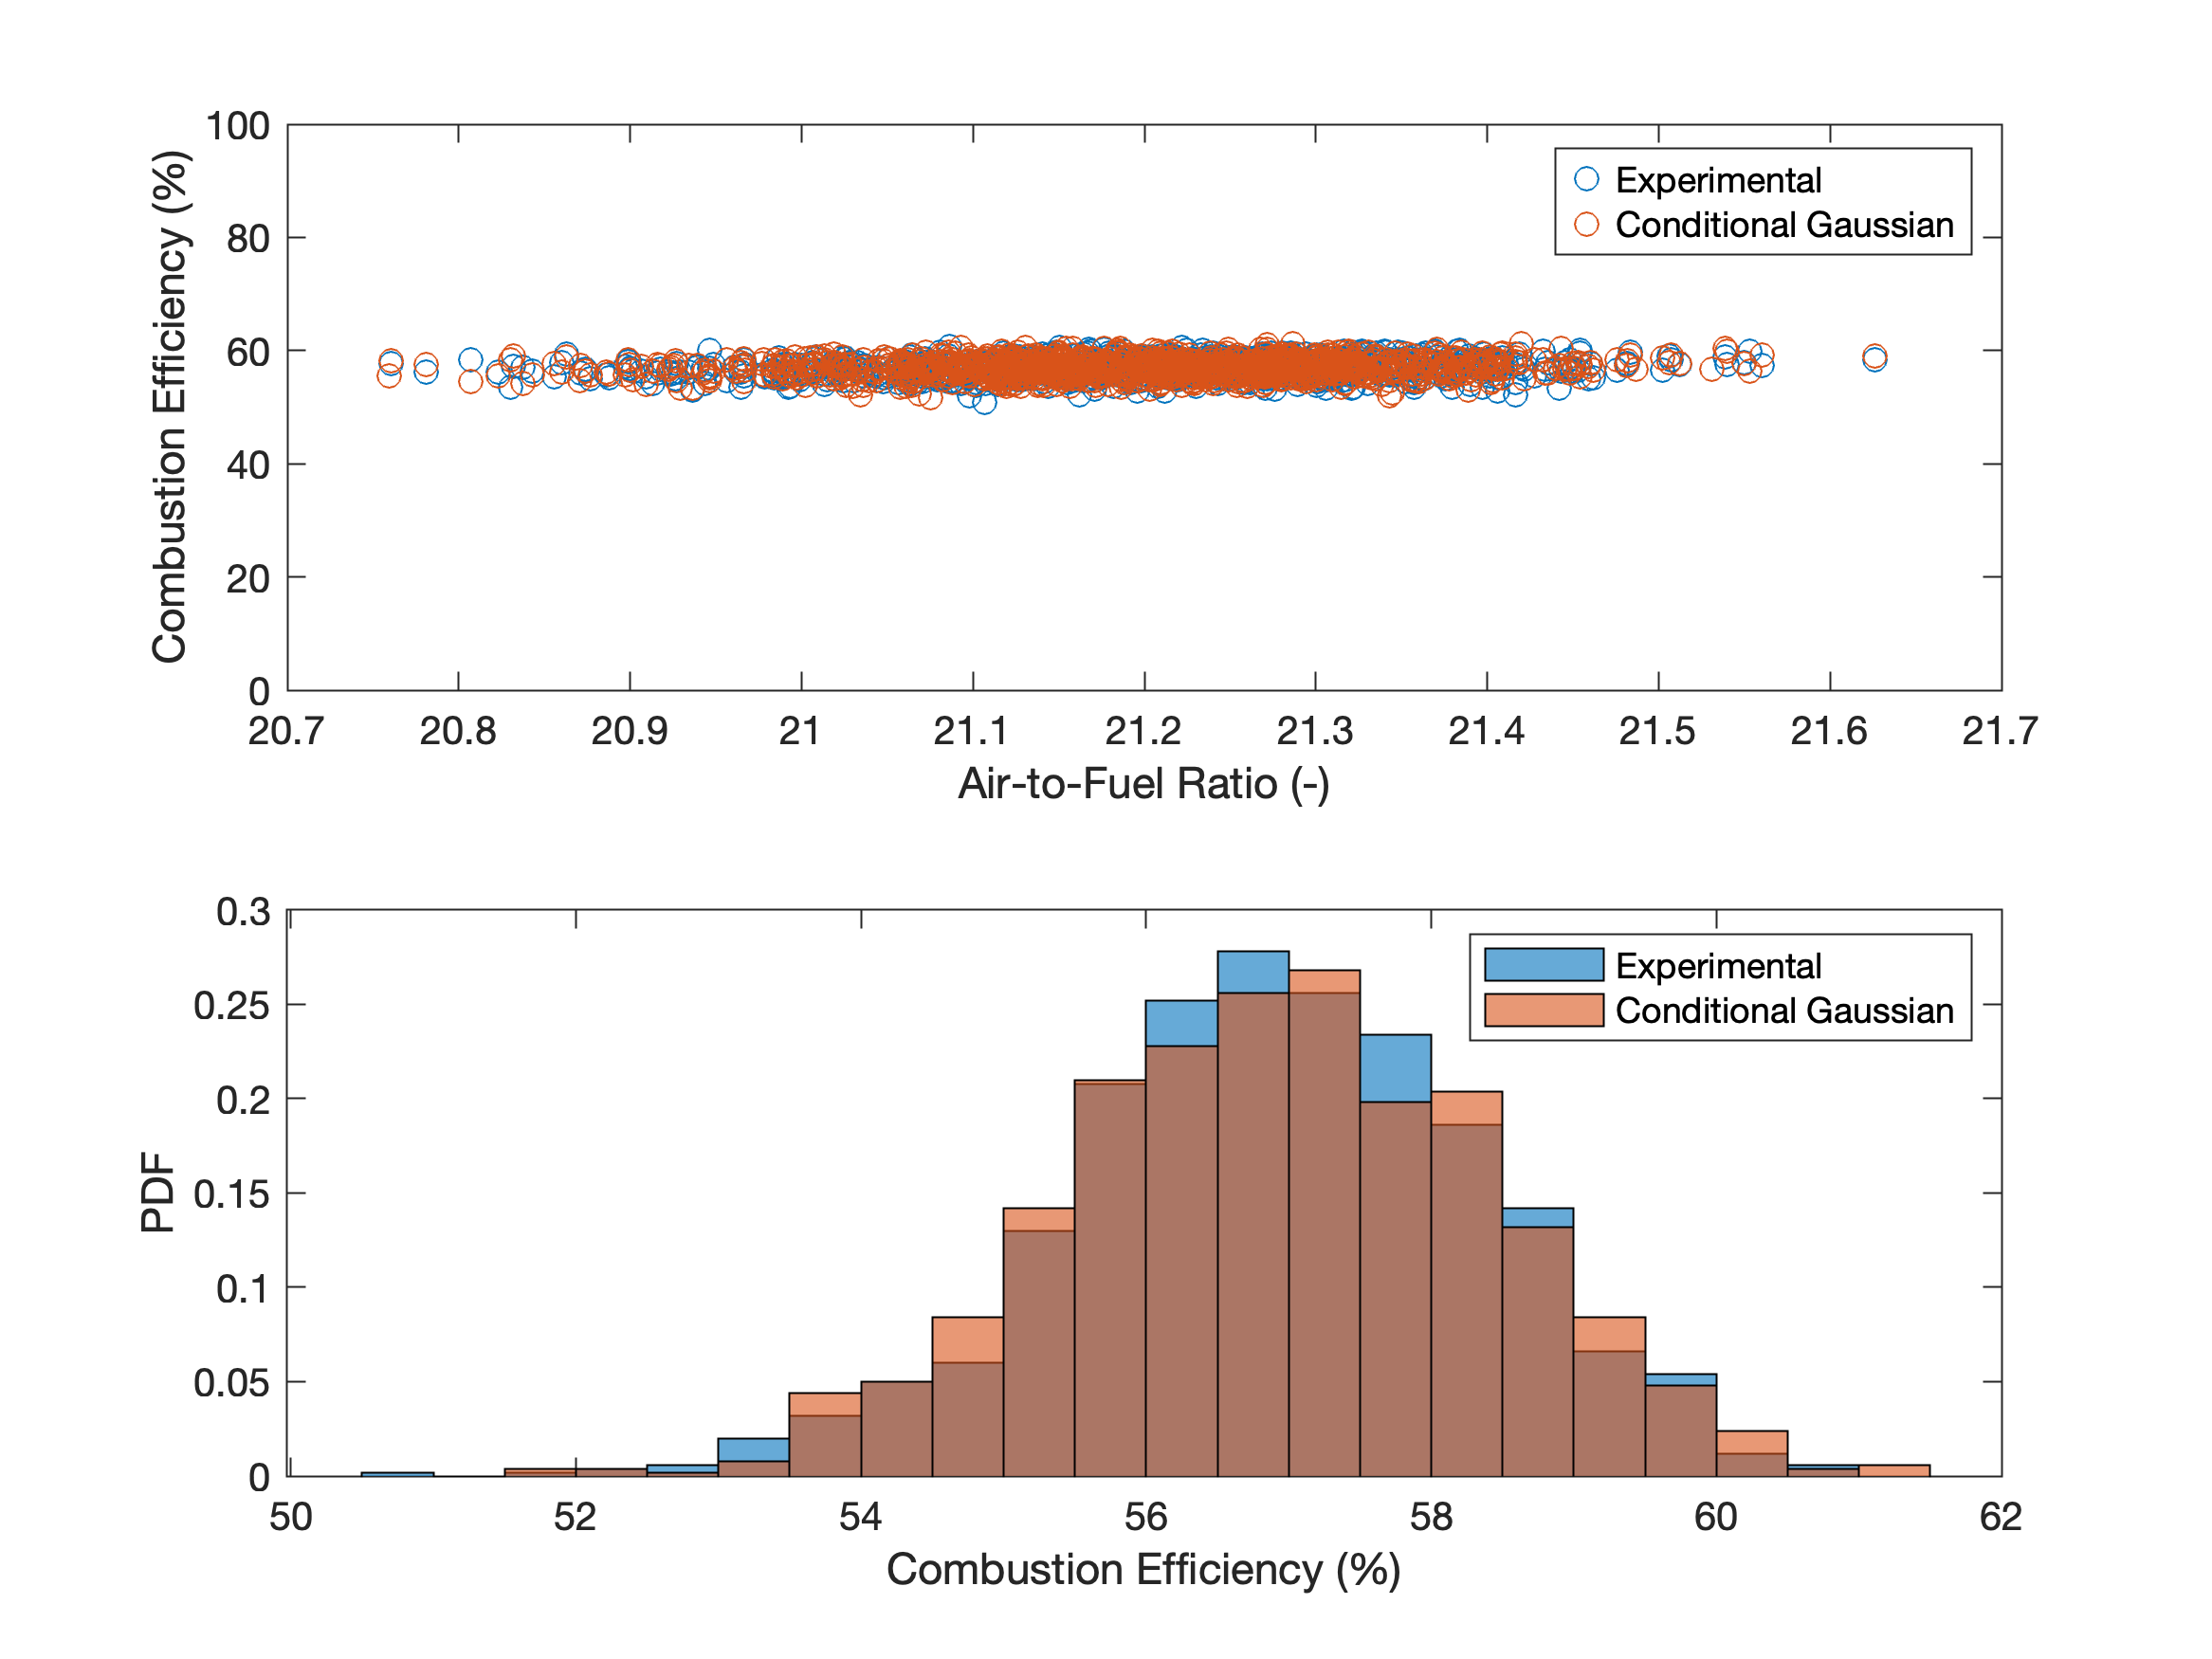 100
80
60
40
20
0
Combustion Efficiency (%)
Experimental
Conditional Gaussian
20.7 20.8 20.9 21 21.1 21.2 21.3 21.4 21.5 21.6 21.7
Air-to-Fuel Ratio (-)
0.3
0.25
0.2
0.15
0.1
0.05
0
PDF
Experimental
Conditional Gaussian
50 52 54 56 58 60 62
Combustion Efficiency (%)